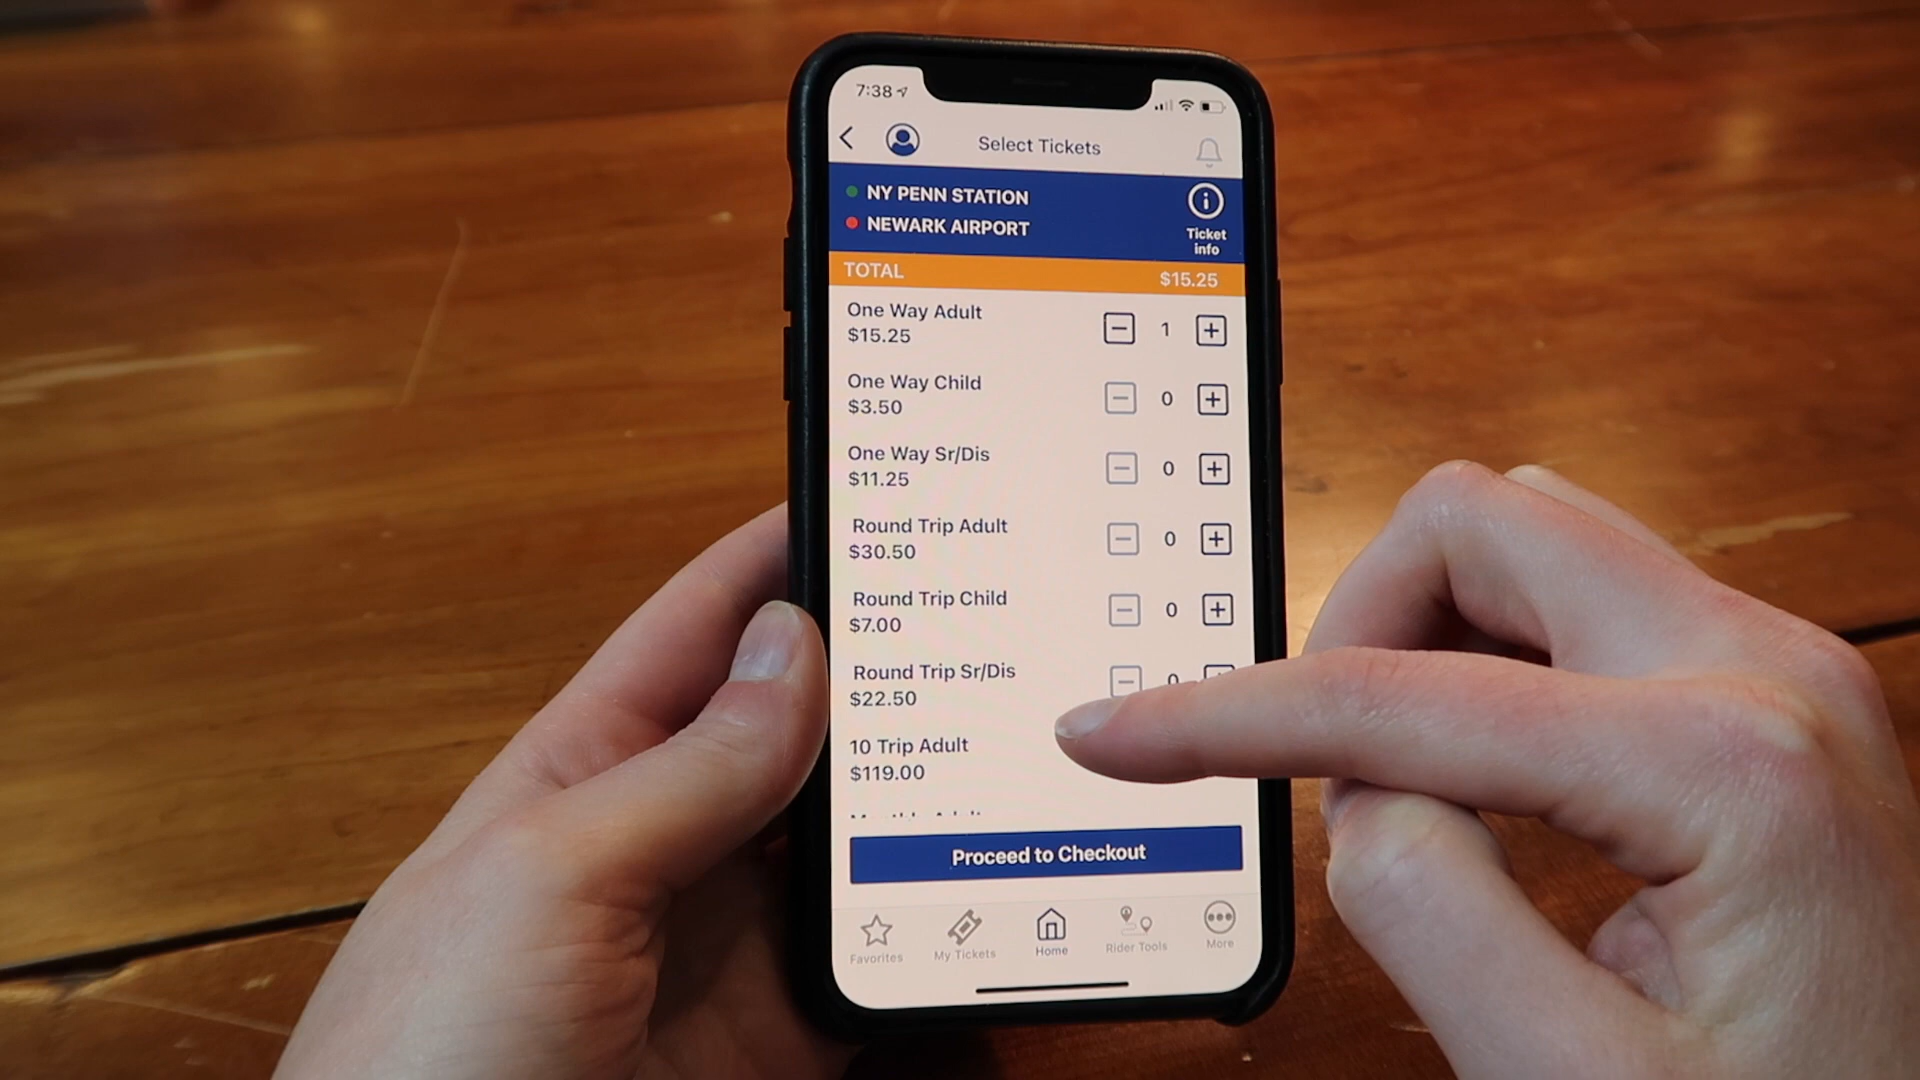 7:38
Select Tickets
NY PENN STATION
NEWARK AIRPORT
Ticket
info
TOTAL $15.25
One Way Adult
$15.25
1
One Way Child
$3.50
0
One Way Sr/Dis
$11.25
0
Round Trip Adult
$30.50
0
Round Trip Child
$7.00
0
Round Trip Sr/Dis
$22.50
0
10 Trip Adult
$119.00
Proceed to Checkout
Favorites
My Tickets
Home
Rider Tools
More